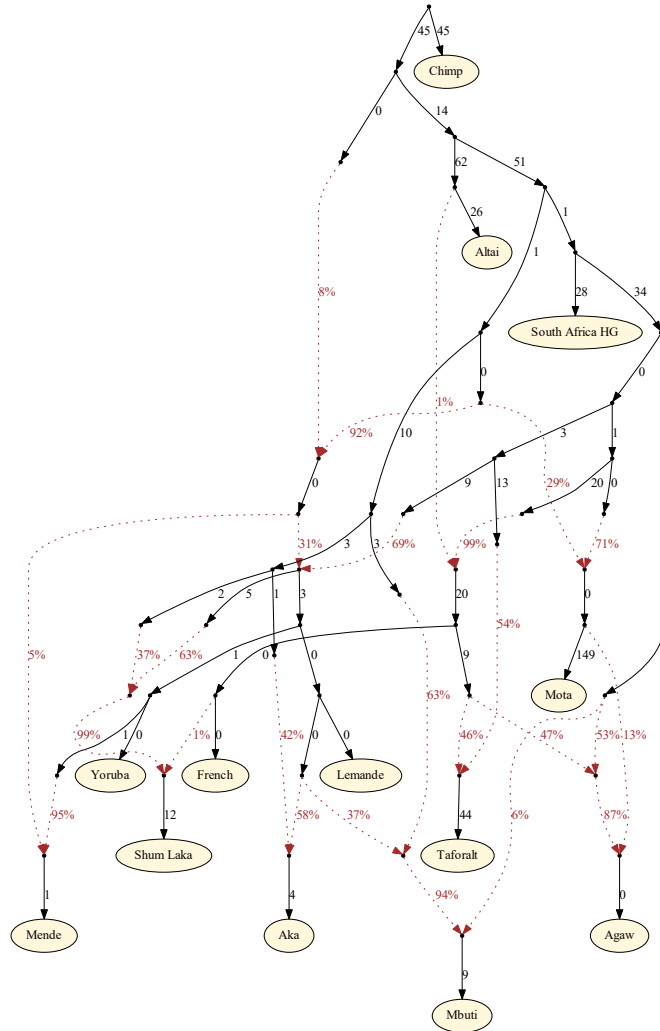 45 45
Chimp
0 14
62 51
26 1
Altai
1
8% 28 34
South Africa HG
0
0
1%
92% 10 3 1
0 9 13 29% 20 0
31% 69% 99% 71%
3 3
2 5 1 3 20 0
54%
37% 63% 1 0 0 9 149
63%
Mota
5%
99% 1 0 1% 0 42% 0 0 46% 47% 53% 13%
Yoruba French Lemande
95% 12 58% 37% 44 6% 87%
Shum Laka Taforalt
1 4 94% 0
Mende Aka Agaw
9
Mbuti